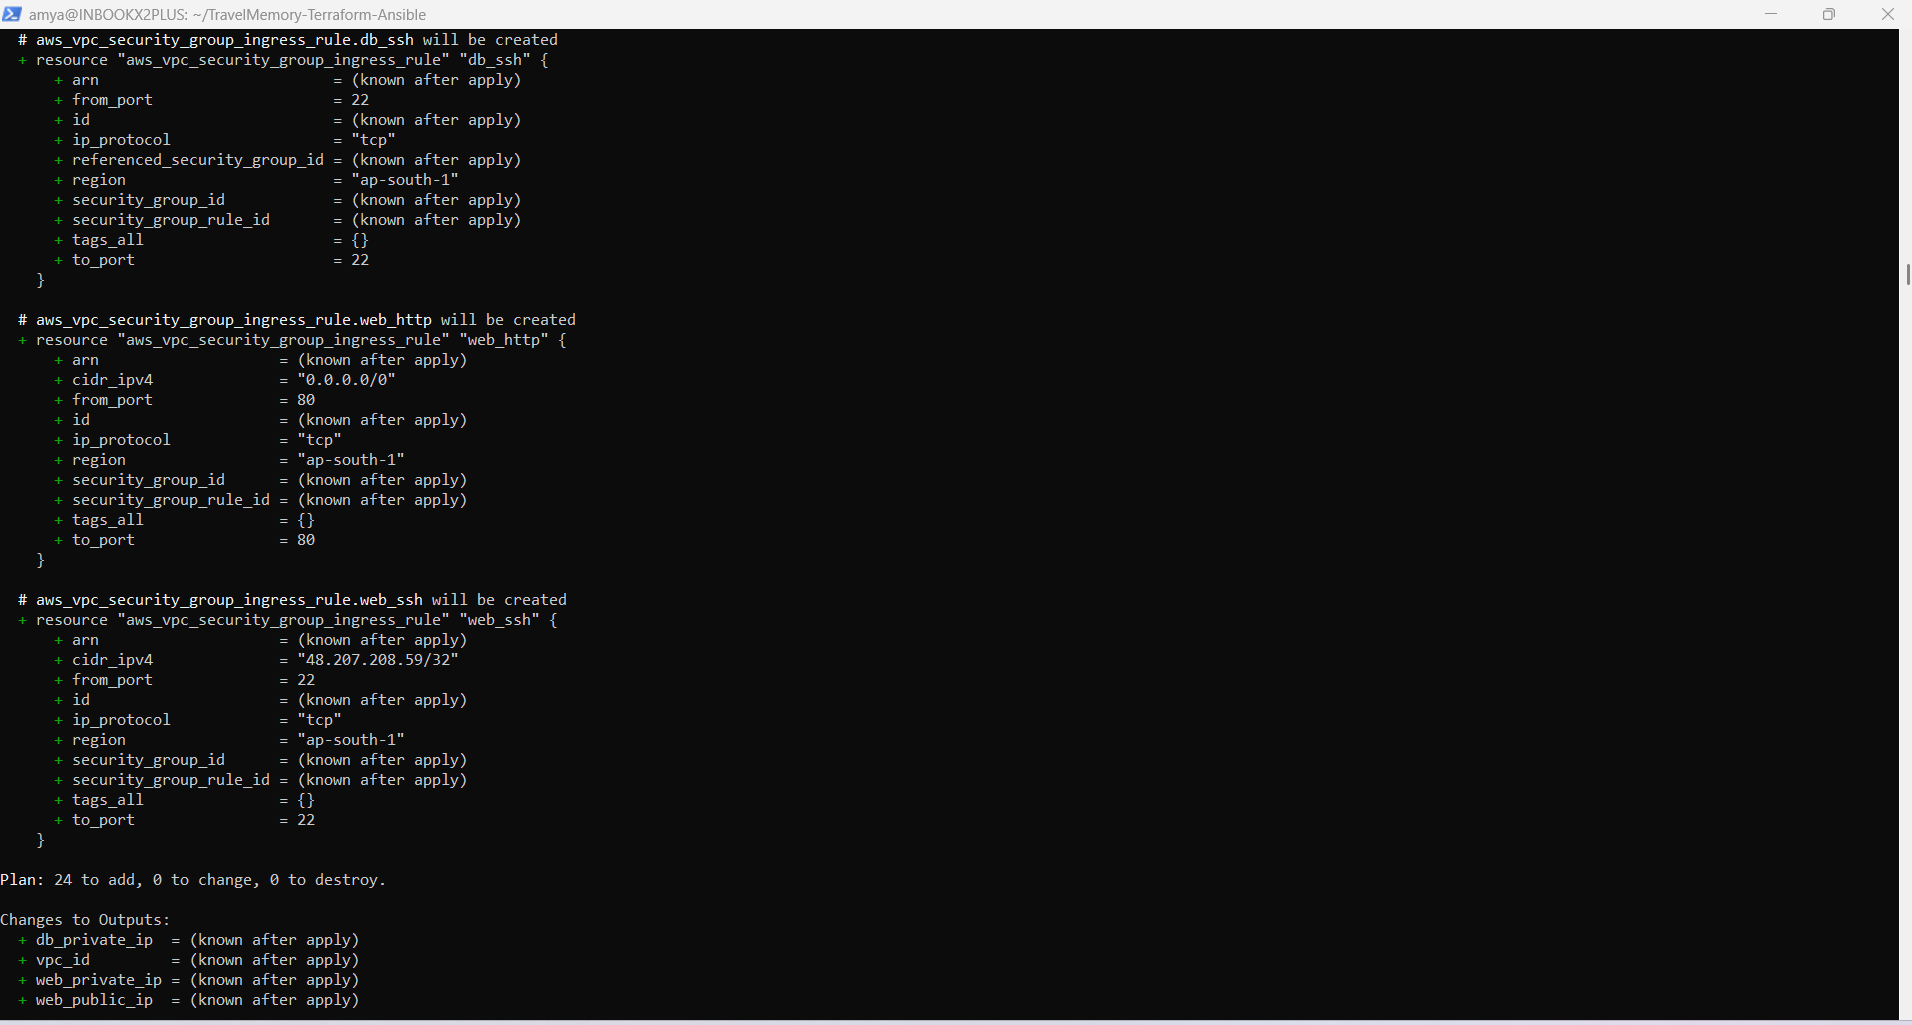 amya@INBOOKX2PLUS: ~/TravelMemory-Terraform-Ansible
# aws_vpc_security_group_ingress_rule.db_ssh will be created
+ resource "aws_vpc_security_group_ingress_rule" "db_ssh" {
+ arn = (known after apply)
+ from_port = 22
+ id = (known after apply)
+ ip_protocol = "tcp"
+ referenced_security_group_id = (known after apply)
+ region = "ap-south-1"
+ security_group_id = (known after apply)
+ security_group_rule_id = (known after apply)
+ tags_all = {}
+ to_port = 22
}
# aws_vpc_security_group_ingress_rule.web_http will be created
+ resource "aws_vpc_security_group_ingress_rule" "web_http" {
+ arn = (known after apply)
+ cidr_ipv4 = "0.0.0.0/0"
+ from_port = 80
+ id = (known after apply)
+ ip_protocol = "tcp"
+ region = "ap-south-1"
+ security_group_id = (known after apply)
+ security_group_rule_id = (known after apply)
+ tags_all = {}
+ to_port = 80
}
# aws_vpc_security_group_ingress_rule.web_ssh will be created
+ resource "aws_vpc_security_group_ingress_rule" "web_ssh" {
+ arn = (known after apply)
+ cidr_ipv4 = "48.207.208.59/32"
+ from_port = 22
+ id = (known after apply)
+ ip_protocol = "tcp"
+ region = "ap-south-1"
+ security_group_id = (known after apply)
+ security_group_rule_id = (known after apply)
+ tags_all = {}
+ to_port = 22
}
Plan: 24 to add, 0 to change, 0 to destroy.
Changes to Outputs:
+ db_private_ip = (known after apply)
+ vpc_id = (known after apply)
+ web_private_ip = (known after apply)
+ web_public_ip = (known after apply)